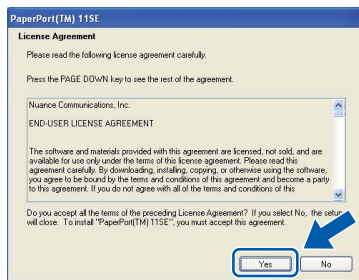 PaperPort(TM) 11SE
License Agreement
Please read the following license agreement carefully.
Press the PAGE DOWN key to see the rest of the agreement.
Nuance Communications, Inc.
END-USER LICENSE AGREEMENT
The software and materials provided with this agreement are licensed, not sold, and are
available for use only under the terms of this license agreement. Please read this
agreement carefully. By downloading, installing, copying, or otherwise using the software,
you agree to be bound by the terms and conditions of this agreement and become a party
to this agreement. If you do not agree with all of the terms and conditions of this
Do you accept all the terms of the preceding License Agreement? If you select No, the setup
will close. To install "PaperPort(TM) 11SE", you must accept this agreement.
Yes
No